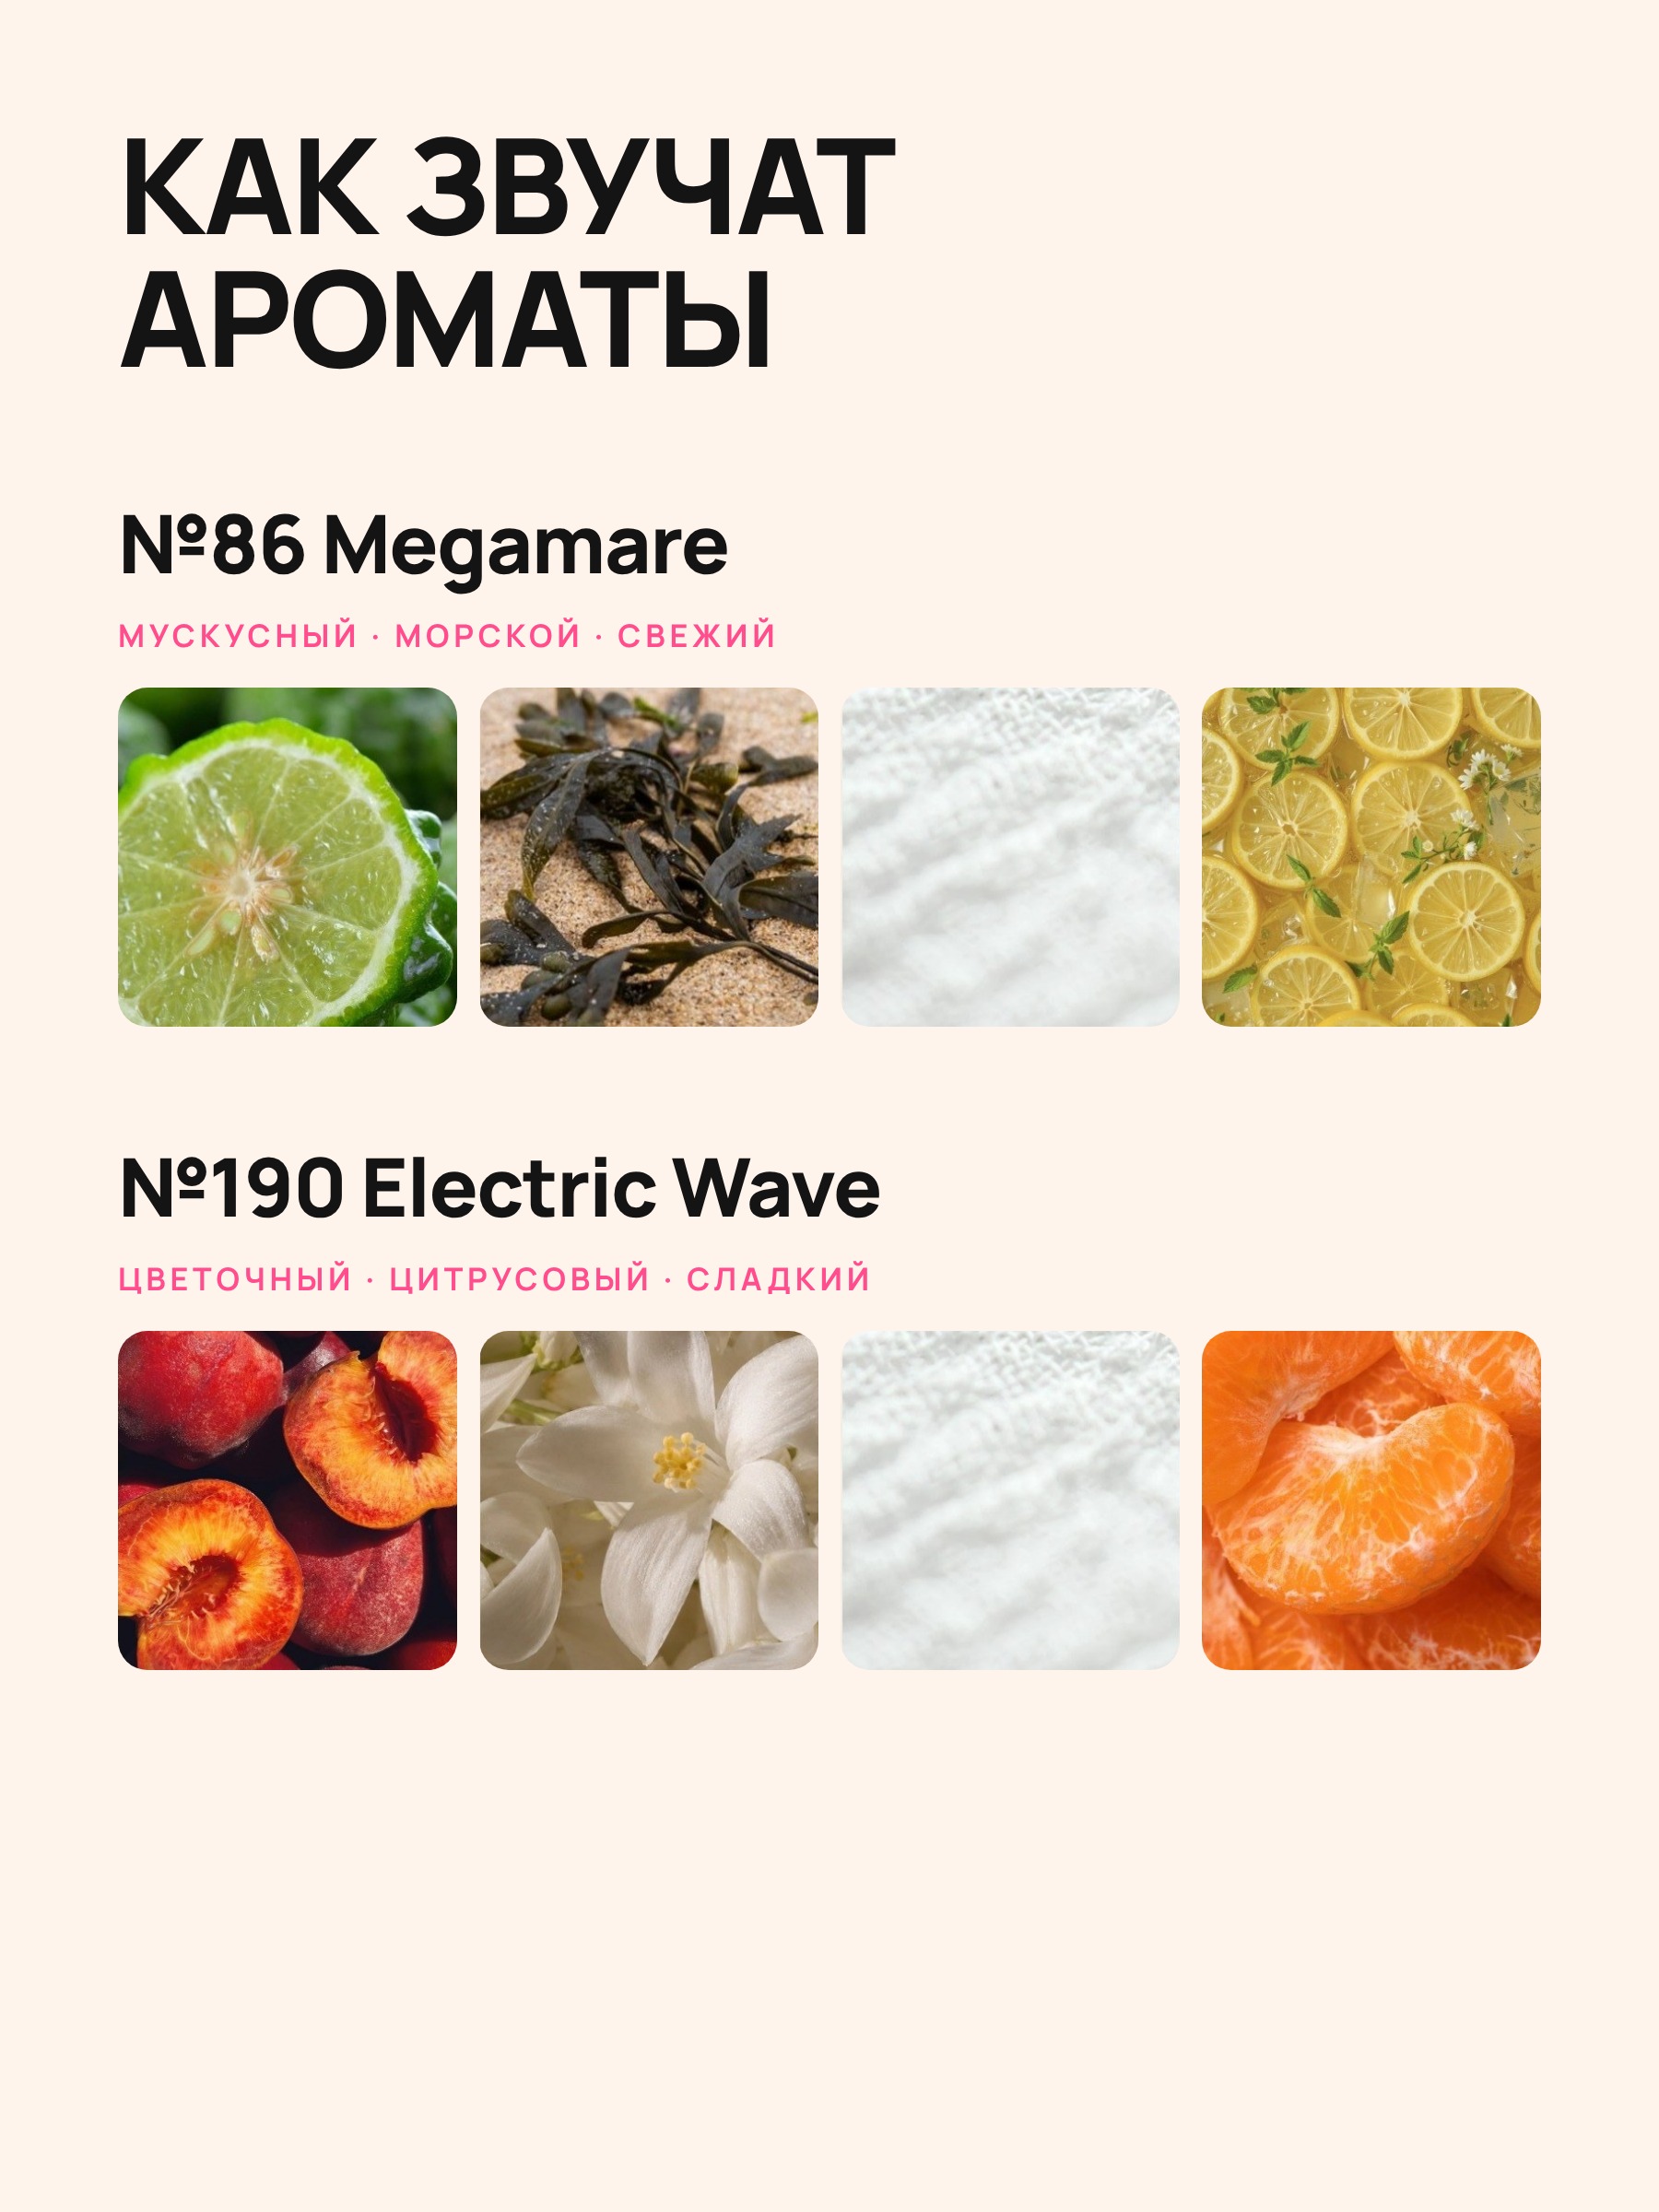 КАК ЗВУЧАТ
АРОМАТЫ
№86 Megamare
МУСКУСНЫЙ · МОРСКОЙ · СВЕЖИЙ
№190 Electric Wave
ЦВЕТОЧНЫЙ · ЦИТРУСОВЫЙ · СЛАДКИЙ